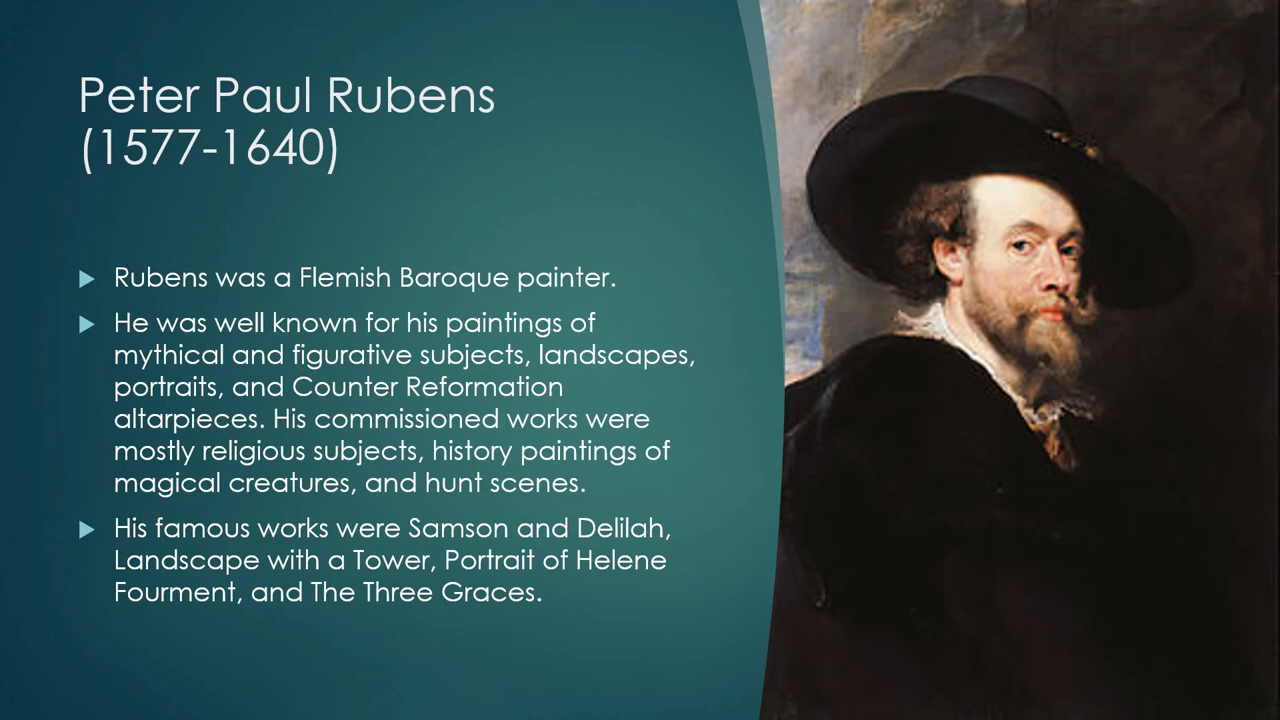 Peter Paul Rubens
(1577-1640)
Rubens was a Flemish Baroque painter.
He was well known for his paintings of
mythical and figurative subjects, landscapes,
portraits, and Counter Reformation
altarpieces. His commissioned works were
mostly religious subjects, history paintings of
magical creatures, and hunt scenes.
His famous works were Samson and Delilah,
Landscape with a Tower, Portrait of Helene
Fourment, and The Three Graces.